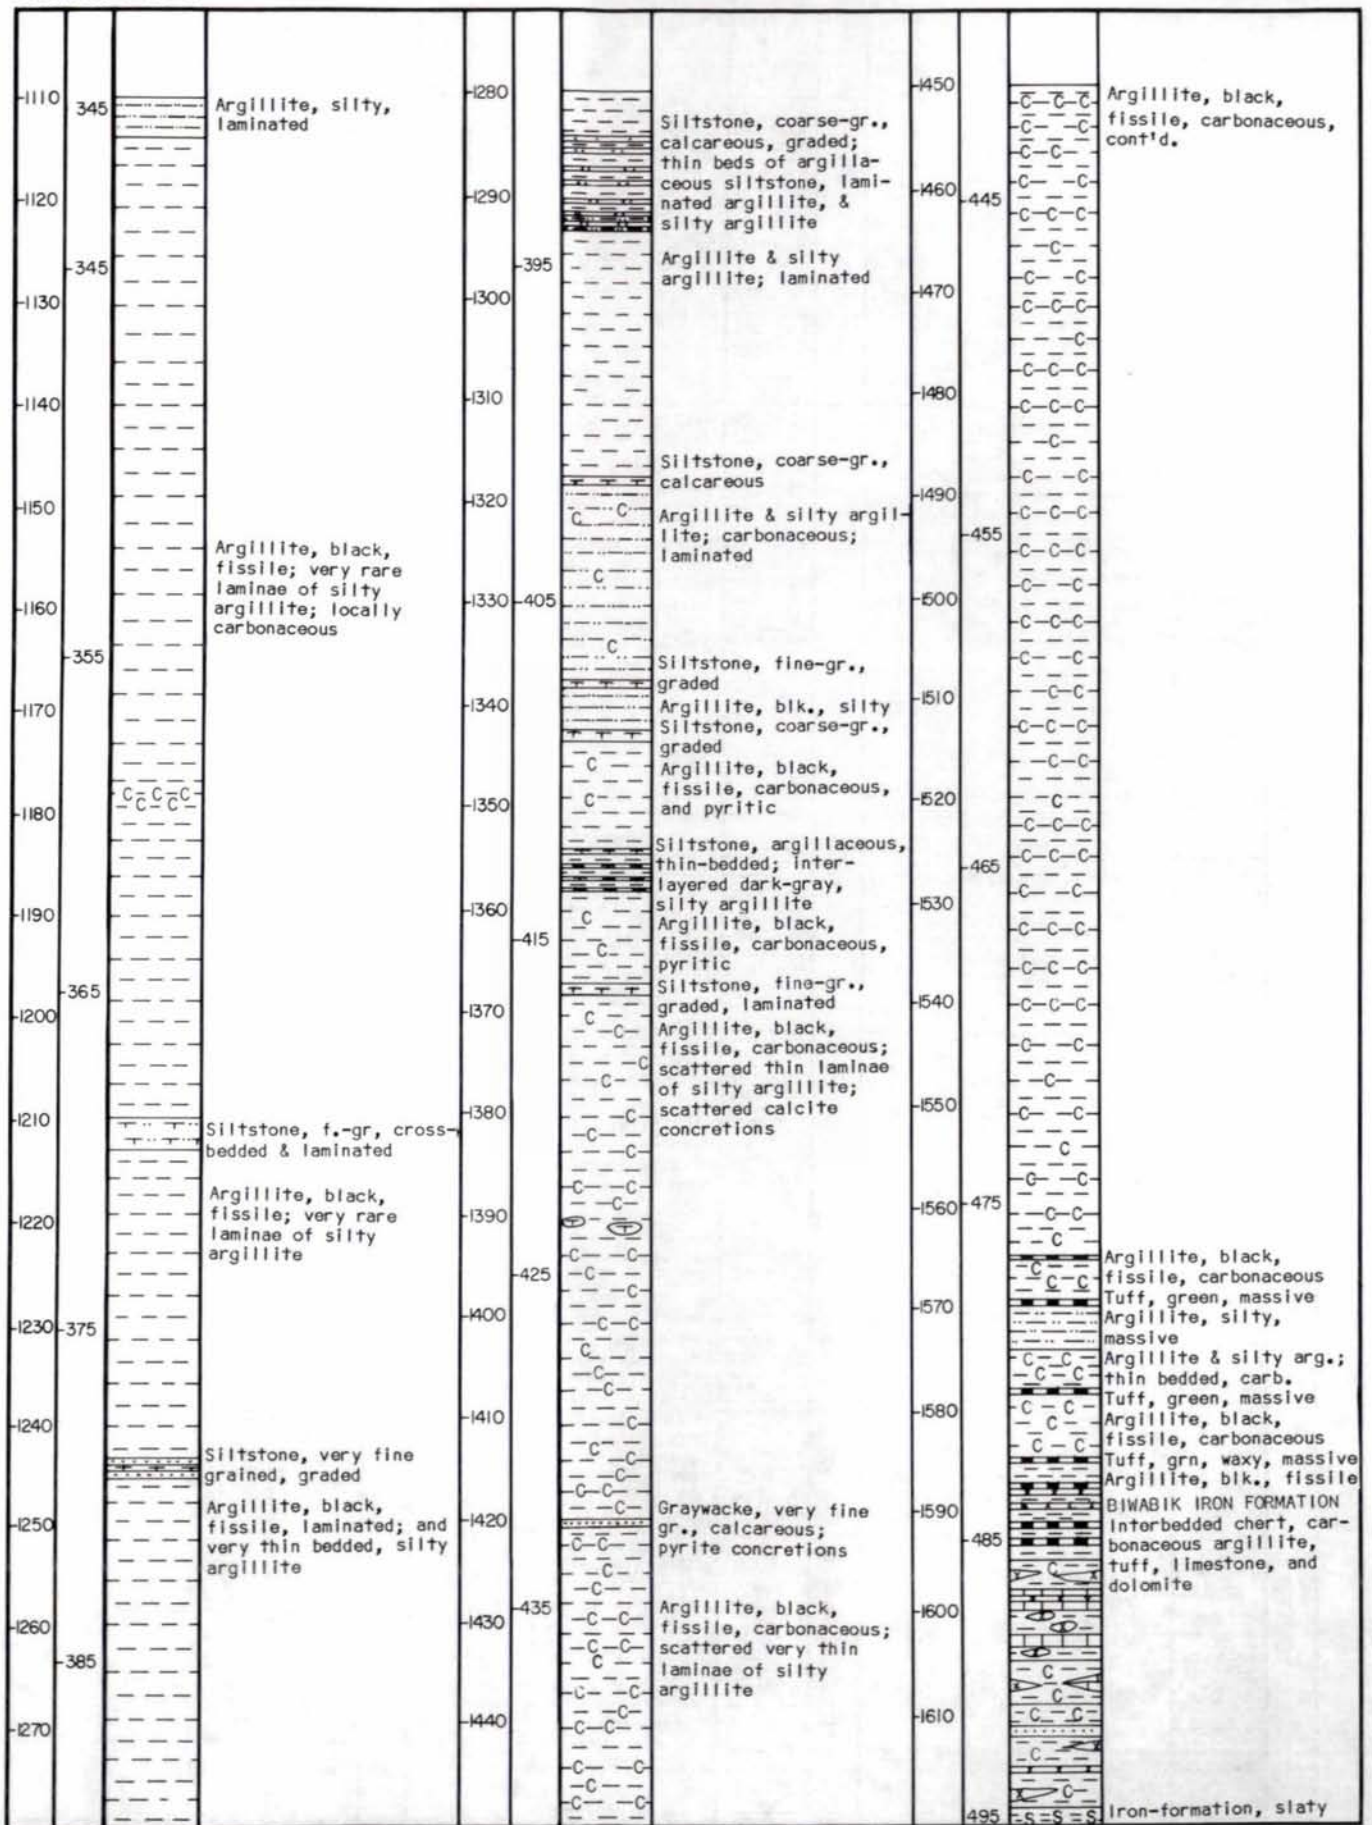 1110
1120
1130
1140
1150
1160
1170
1180
1190
1200
1210
1220
1230
1240
1250
1260
1270
345
345
355
365
375
385
Argillite, silty,
laminated
Argillite, black,
fissile; very rare
laminae of silty
argillite; locally
carbonaceous
Siltstone, f.-gr, cross-
bedded & laminated
Argillite, black,
fissile; very rare
laminae of silty
argillite
Siltstone, very fine
grained, graded
Argillite, black,
fissile, laminated; and
very thin bedded, silty
argillite
1280
1290
1300
1310
1320
1330
1340
1350
1360
1370
1380
1390
1400
1410
1420
1430
1440
395
405
415
425
435
Siltstone, coarse-gr.,
calcareous, graded;
thin beds of argilla-
ceous siltstone, lami-
nated argillite, &
silty argillite
Argillite & silty
argillite; laminated
Siltstone, coarse-gr.,
calcareous
Argillite & silty argil-
lite; carbonaceous;
laminated
Siltstone, fine-gr.,
graded
Argillite, blk., silty
Siltstone, coarse-gr.,
graded
Argillite, black,
fissile, carbonaceous,
and pyritic
Siltstone, argillaceous,
thin-bedded; inter-
layered dark-gray,
silty argillite
Argillite, black,
fissile, carbonaceous,
pyritic
Siltstone, fine-gr.,
graded, laminated
Argillite, black,
fissile, carbonaceous;
scattered thin laminae
of silty argillite;
scattered calcite
concretions
Graywacke, very fine
gr., calcareous;
pyrite concretions
Argillite, black,
fissile, carbonaceous;
scattered very thin
laminae of silty
argillite
1450
1460
1470
1480
1490
1500
1510
1520
1530
1540
1550
1560
1570
1580
1590
1600
1610
445
455
465
475
485
495
Argillite, black,
fissile, carbonaceous,
cont'd.
Argillite, black,
fissile, carbonaceous
Tuff, green, massive
Argillite, silty,
massive
Argillite & silty arg.;
thin bedded, carb.
Tuff, green, massive
Argillite, black,
fissile, carbonaceous
Tuff, grn, waxy, massive
Argillite, blk., fissile
BIWABIK IRON FORMATION
Interbedded chert, car-
bonaceous argillite,
tuff, limestone, and
dolomite
Iron-formation, slaty